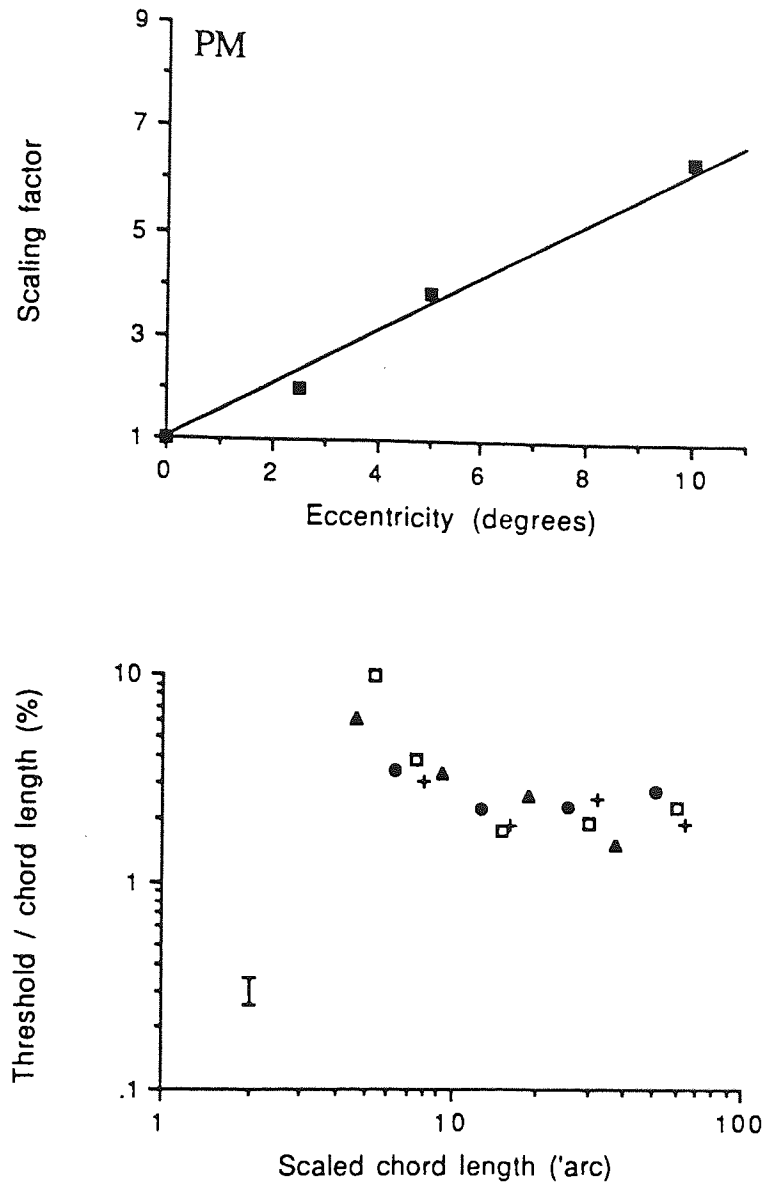 PM
9
7
5
3
1
Scaling factor
0 2 4 6 8 10
Eccentricity (degrees)
10
1
.1
Threshold / chord length (%)
1 10 100
Scaled chord length ('arc)